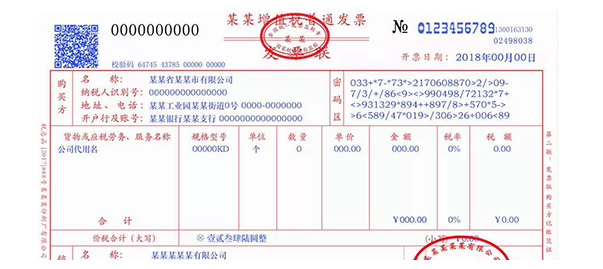 0000000000
某某增值税普通发票
发票联
№ 0123456789
1300163130
02498038
校验码 64745 43785 00000 00000
开票日期：2018年00月00日
购买方
名称： 某某省某某市有限公司
纳税人识别号： 000000000000000
地址、 电话： 某某工业园某某街道0号 0000-0000000
开户行及账号： 某某银行某某支行 0000000000000000
密码区
033+*7-*73*>2170608870>2/>09-
7/3/+/86<9><990498/72132*7+
<+931329*894++897/8+>570*5->
>6<589/47*019//306>26+006<89
货物或应税劳务、服务名称 规格型号 单位 数量 单价 金额 税率 税额
公司代用名 00000KD 个 0 000.00 000.00 0% 0.00
合计 ¥000.00 ¥0.00
价税合计（大写） ⊗ 壹贰叁肆陆圆整 ¥0.00
名称： 某某某某某有限公司
第二联：发票联 购买方记账凭证